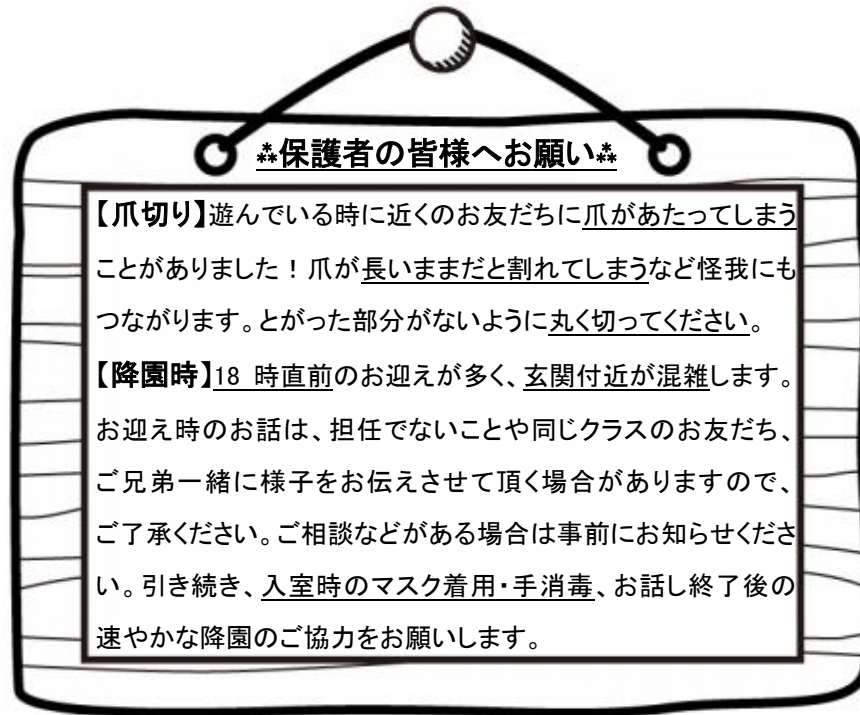 ⁂保護者の皆様へお願い⁂
【爪切り】遊んでいる時に近くのお友だちに爪があたってしまう
ことがありました！爪が長いままだと割れてしまうなど怪我にも
つながります。とがった部分がないように丸く切ってください。
【降園時】18 時直前のお迎えが多く、玄関付近が混雑します。
お迎え時のお話は、担任でないことや同じクラスのお友だち、
ご兄弟一緒に様子をお伝えさせて頂く場合がありますので、
ご了承ください。ご相談などがある場合は事前にお知らせくださ
い。引き続き、入室時のマスク着用・手消毒、お話し終了後の
速やかな降園のご協力をお願いします。